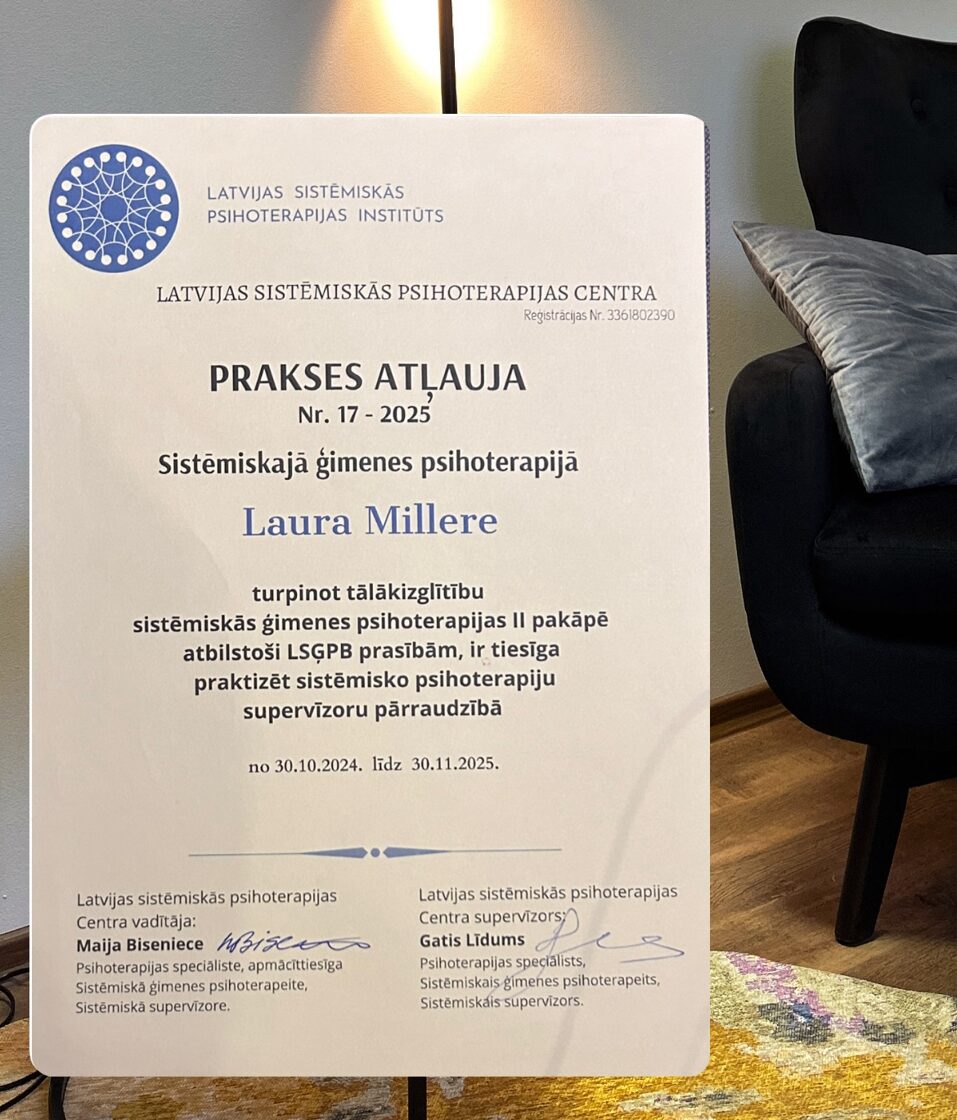 LATVIJAS SISTĒMISKĀS
PSIHOTERAPIJAS INSTITŪTS
LATVIJAS SISTĒMISKĀS PSIHOTERAPIJAS CENTRA
Reģistrācijas Nr. 3361802390
PRAKSES ATĻAUJA
Nr. 17 - 2025
Sistēmiskajā ģimenes psihoterapijā
Laura Millere
turpinot tālākizglītību
sistēmiskās ģimenes psihoterapijas II pakāpē
atbilstoši LSĢPB prasībām, ir tiesīga
praktizēt sistēmisko psihoterapiju
supervīzoru pārraudzībā
no 30.10.2024. līdz 30.11.2025.
Latvijas sistēmiskās psihoterapijas
Centra vadītāja:
Maija Biseniece
Psihoterapijas speciāliste, apmācīttiesīga
Sistēmiskā ģimenes psihoterapeite,
Sistēmiskā supervīzore.
Latvijas sistēmiskās psihoterapijas
Centra supervīzors:
Gatis Līdums
Psihoterapijas speciālists,
Sistēmiskais ģimenes psihoterapeits,
Sistēmiskais supervīzors.